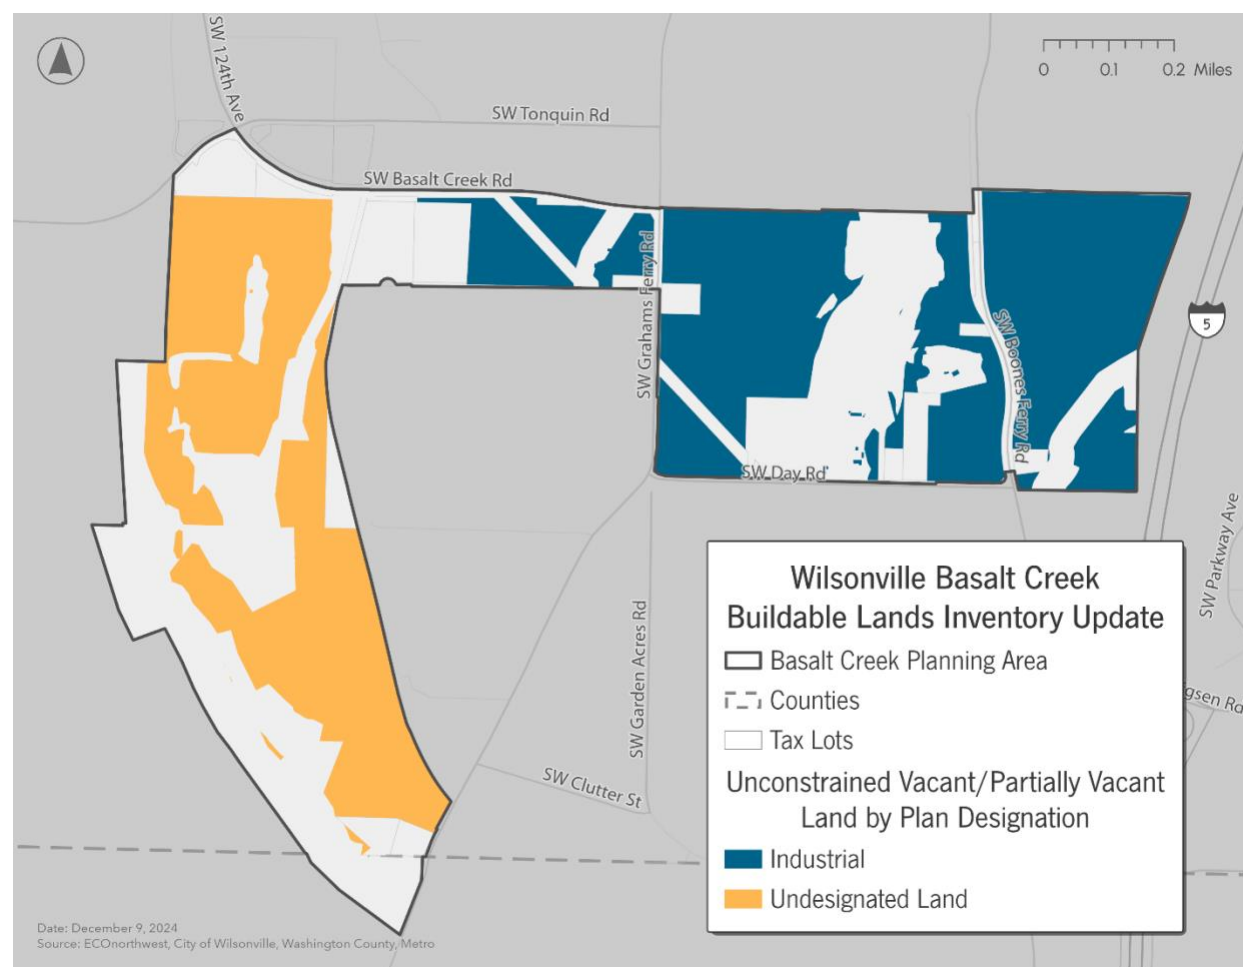 SW 124th Ave
0 0.1 0.2 Miles
SW Tonquin Rd
SW Basalt Creek Rd
SW Grahams Ferry Rd
SW Boones Ferry Rd
5
SW Day Rd
SW Parkway Ave
SW Garden Acres Rd
gsen Rd
SW Clutter St
Wilsonville Basalt Creek
Buildable Lands Inventory Update
Basalt Creek Planning Area
Counties
Tax Lots
Unconstrained Vacant/Partially Vacant
Land by Plan Designation
Industrial
Undesignated Land
Date: December 9, 2024
Source: ECOnorthwest, City of Wilsonville, Washington County, Metro